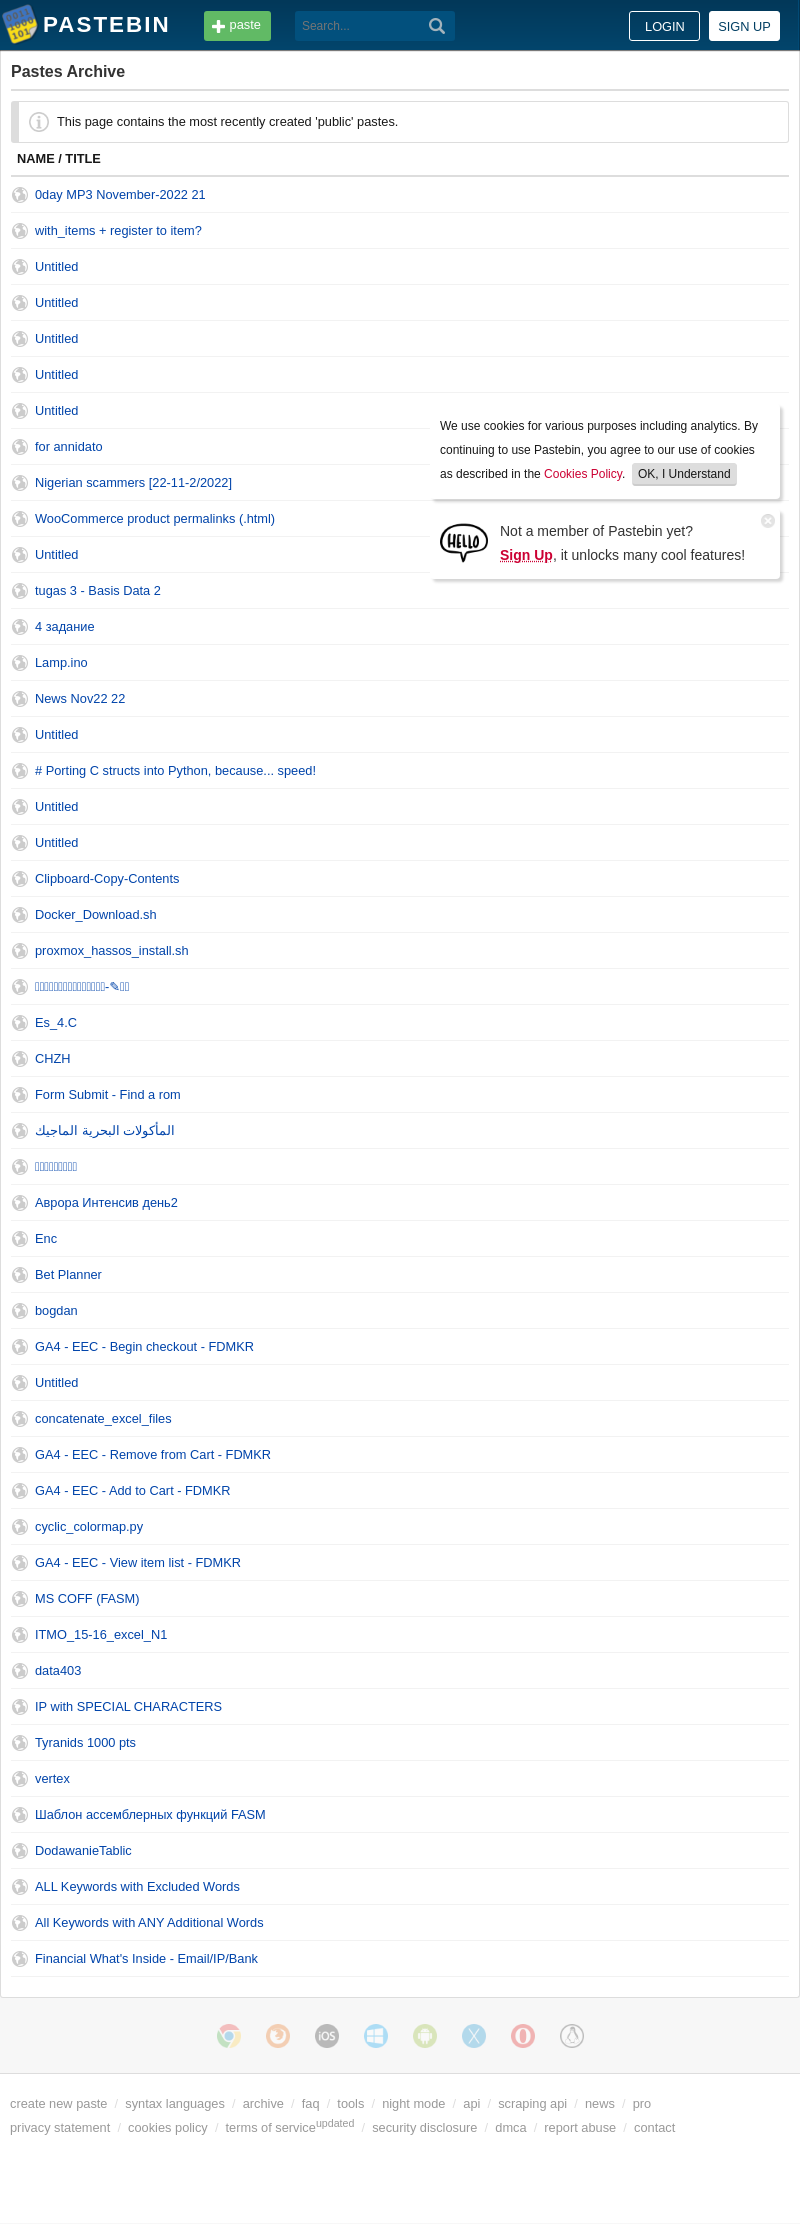 PASTEBIN
paste
Search...
LOGIN
SIGN UP
Pastes Archive
This page contains the most recently created 'public' pastes.
NAME / TITLE
0day MP3 November-2022 21
with_items + register to item?
Untitled
Untitled
Untitled
Untitled
Untitled
for annidato
Nigerian scammers [22-11-2/2022]
WooCommerce product permalinks (.html)
Untitled
tugas 3 - Basis Data 2
4 задание
Lamp.ino
News Nov22 22
Untitled
# Porting C structs into Python, because... speed!
Untitled
Untitled
Clipboard-Copy-Contents
Docker_Download.sh
proxmox_hassos_install.sh
-✎
Es_4.C
CHZH
Form Submit - Find a rom
المأكولات البحرية الماجيك
Аврора Интенсив день2
Enc
Bet Planner
bogdan
GA4 - EEC - Begin checkout - FDMKR
Untitled
concatenate_excel_files
GA4 - EEC - Remove from Cart - FDMKR
GA4 - EEC - Add to Cart - FDMKR
cyclic_colormap.py
GA4 - EEC - View item list - FDMKR
MS COFF (FASM)
ITMO_15-16_excel_N1
data403
IP with SPECIAL CHARACTERS
Tyranids 1000 pts
vertex
Шаблон ассемблерных функций FASM
DodawanieTablic
ALL Keywords with Excluded Words
All Keywords with ANY Additional Words
Financial What's Inside - Email/IP/Bank
We use cookies for various purposes including analytics. By
continuing to use Pastebin, you agree to our use of cookies
as described in the Cookies Policy. OK, I Understand
HELLO
Not a member of Pastebin yet?
Sign Up, it unlocks many cool features!
iOS
create new paste / syntax languages / archive / faq / tools / night mode / api / scraping api / news / pro
privacy statement / cookies policy / terms of service updated / security disclosure / dmca / report abuse / contact